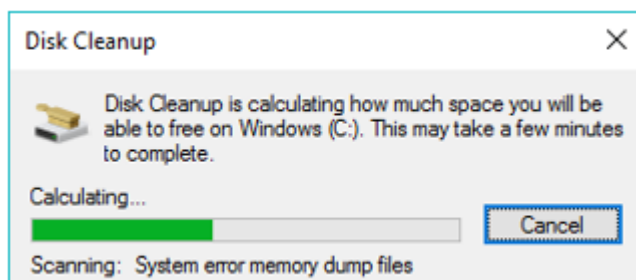 Disk Cleanup
Disk Cleanup is calculating how much space you will be
able to free on Windows (C:). This may take a few minutes
to complete.
Calculating...
Cancel
Scanning: System error memory dump files